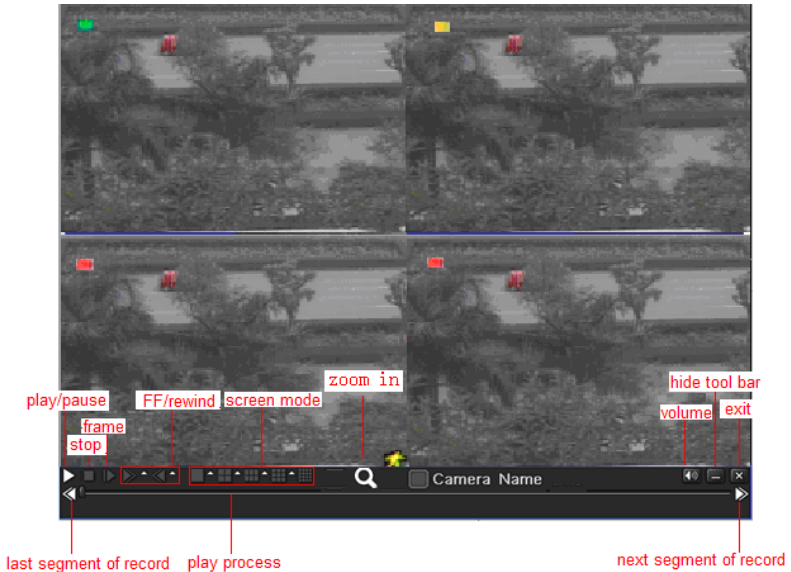 zoom in
hide tool bar
play/pause
FF/rewind
screen mode
volume
exit
frame
stop
Camera Name
last segment of record
play process
next segment of record